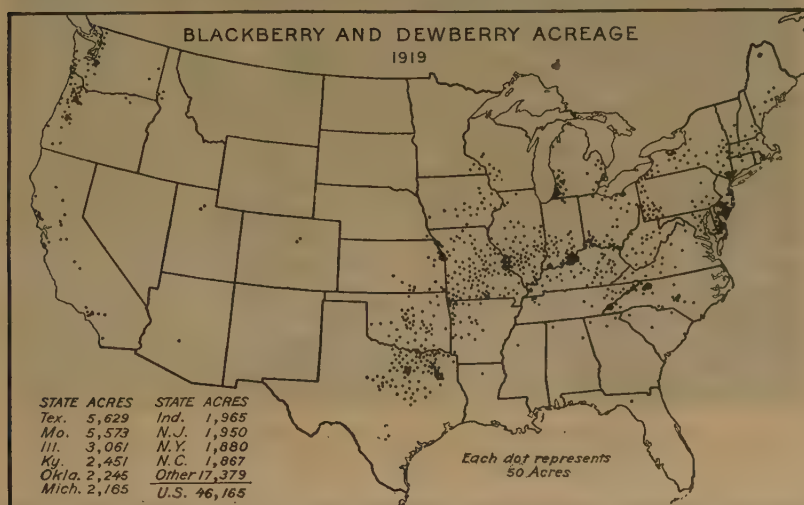 BLACKBERRY AND DEWBERRY ACREAGE
1919
STATE ACRES STATE ACRES
Tex. 5,629 Ind. 1,965
Mo. 5,573 N.J. 1,950
Ill. 3,061 N.Y. 1,880
Ky. 2,451 N.C. 1,867
Okla. 2,245 Other 17,379
Mich. 2,165 U.S. 46,165
Each dot represents
50 Acres